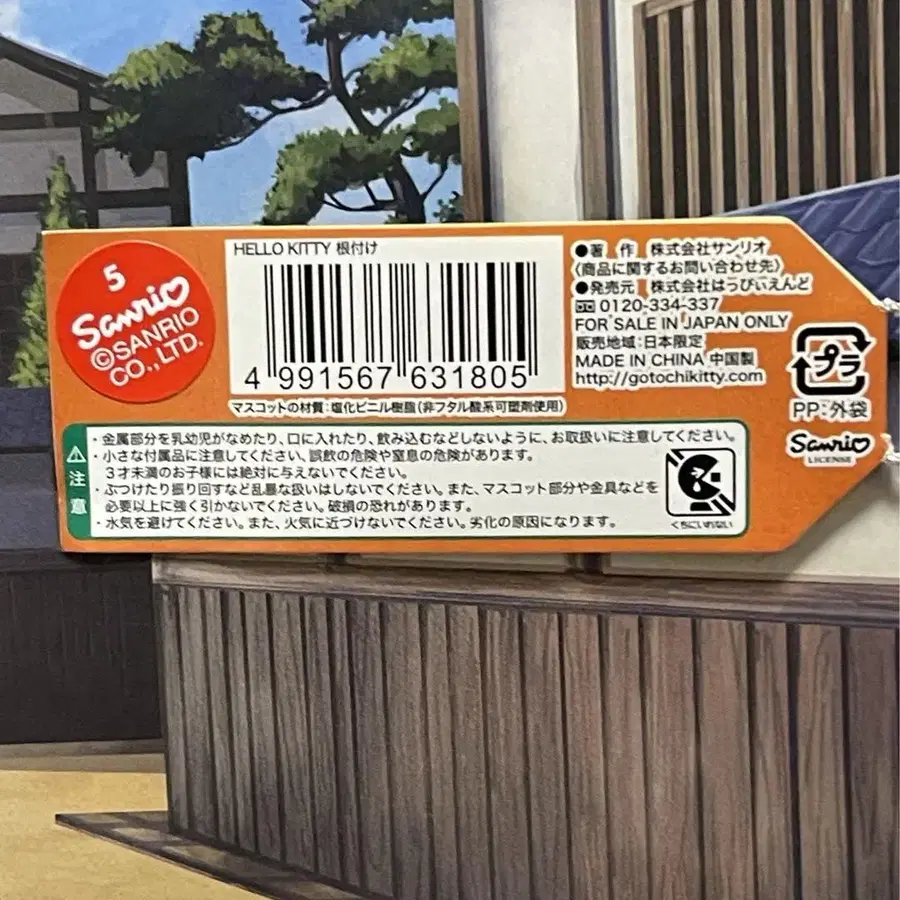 5
Sanrio
©SANRIO
CO., LTD.
HELLO KITTY 根付け
4 991567 631805
マスコットの材質:塩化ビニル樹脂(非フタル酸系可塑剤使用)
●著 作 株式会社サンリオ
〈商品に関するお問い合わせ先〉
●発売元 株式会社はっぴぃえんど
0120-334-337
FOR SALE IN JAPAN ONLY
販売地域:日本限定
MADE IN CHINA 中国製
http://gotochikitty.com
プラ
PP:外袋
Sanrio
LICENSE
注意
・金属部分を乳幼児がなめたり、口に入れたり、飲み込むなどしないように、お取扱いに注意してください。
・小さな付属品に注意してください、誤飲の危険や窒息の危険があります。
3才未満のお子様には絶対に与えないでください。
・ぶつけたり振り回すなど乱暴な扱いはしないでください。また、マスコット部分や金具などを
必要以上に強く引かないでください。破損の恐れがあります。
・水気を避けてください。また、火気に近づけないでください。劣化の原因になります。
くちにいれない